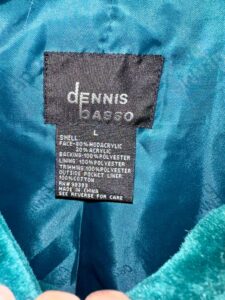 dENNIS
basso
L
SHELL:
FACE-80% MODACRYLIC
20% ACRYLIC
BACKING-100% POLYESTER
LINING: 100% POLYESTER
TRIMMING: 100% POLYESTER
OUTSIDE POCKET LINER:
100% COTTON
MADE IN CHINA
SEE REVERSE FOR CARE